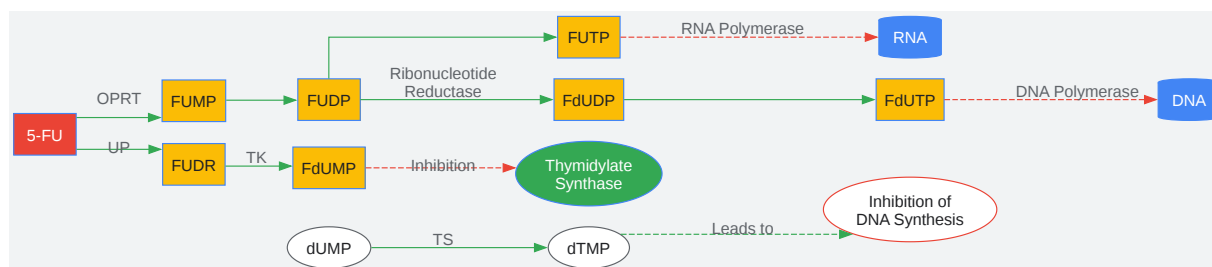 FUTP
RNA Polymerase
RNA
OPRT
FUMP
FUDP
Ribonucleotide
Reductase
FdUDP
FdUTP
DNA Polymerase
DNA
5-FU
UP
FUDR
TK
FdUMP
Inhibition
Thymidylate
Synthase
Inhibition of
DNA Synthesis
dUMP
TS
dTMP
Leads to